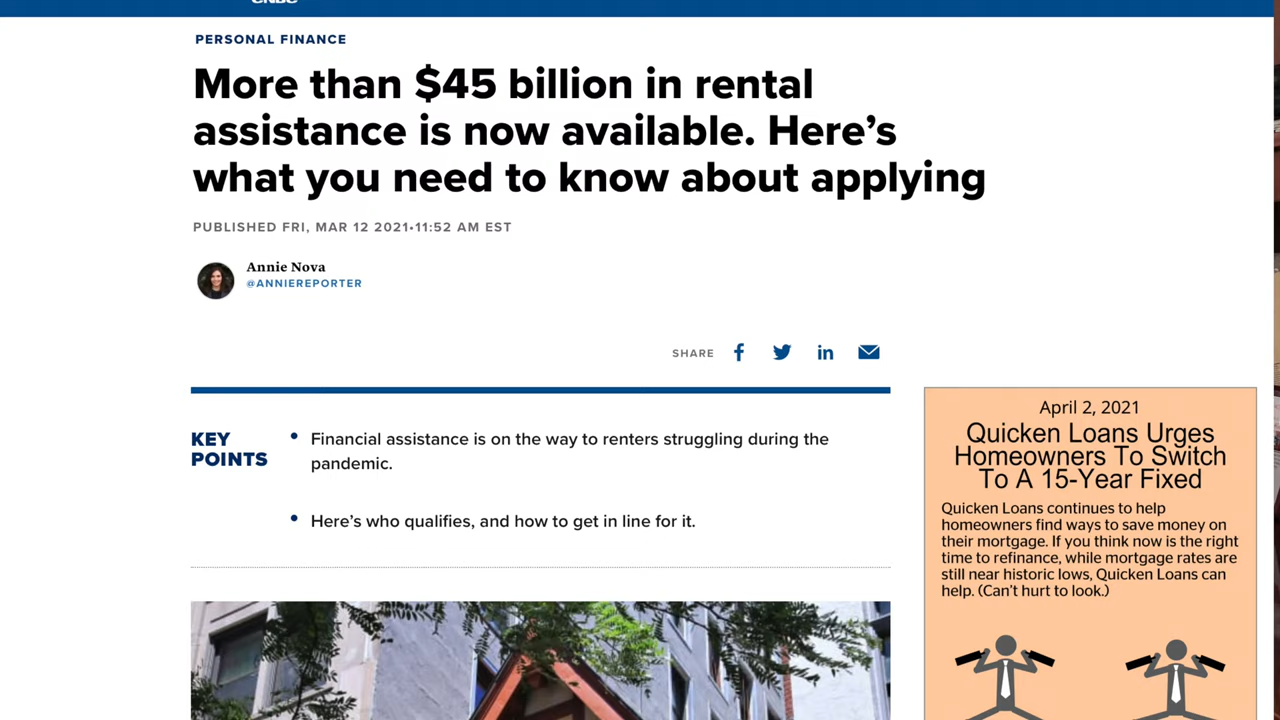 CNBC
PERSONAL FINANCE
More than $45 billion in rental
assistance is now available. Here’s
what you need to know about applying
PUBLISHED FRI, MAR 12 2021•11:52 AM EST
Annie Nova
@ANNIEREPORTER
SHARE
KEY
POINTS
• Financial assistance is on the way to renters struggling during the
pandemic.
• Here’s who qualifies, and how to get in line for it.
April 2, 2021
Quicken Loans Urges
Homeowners To Switch
To A 15-Year Fixed
Quicken Loans continues to help
homeowners find ways to save money on
their mortgage. If you think now is the right
time to refinance, while mortgage rates are
still near historic lows, Quicken Loans can
help. (Can't hurt to look.)